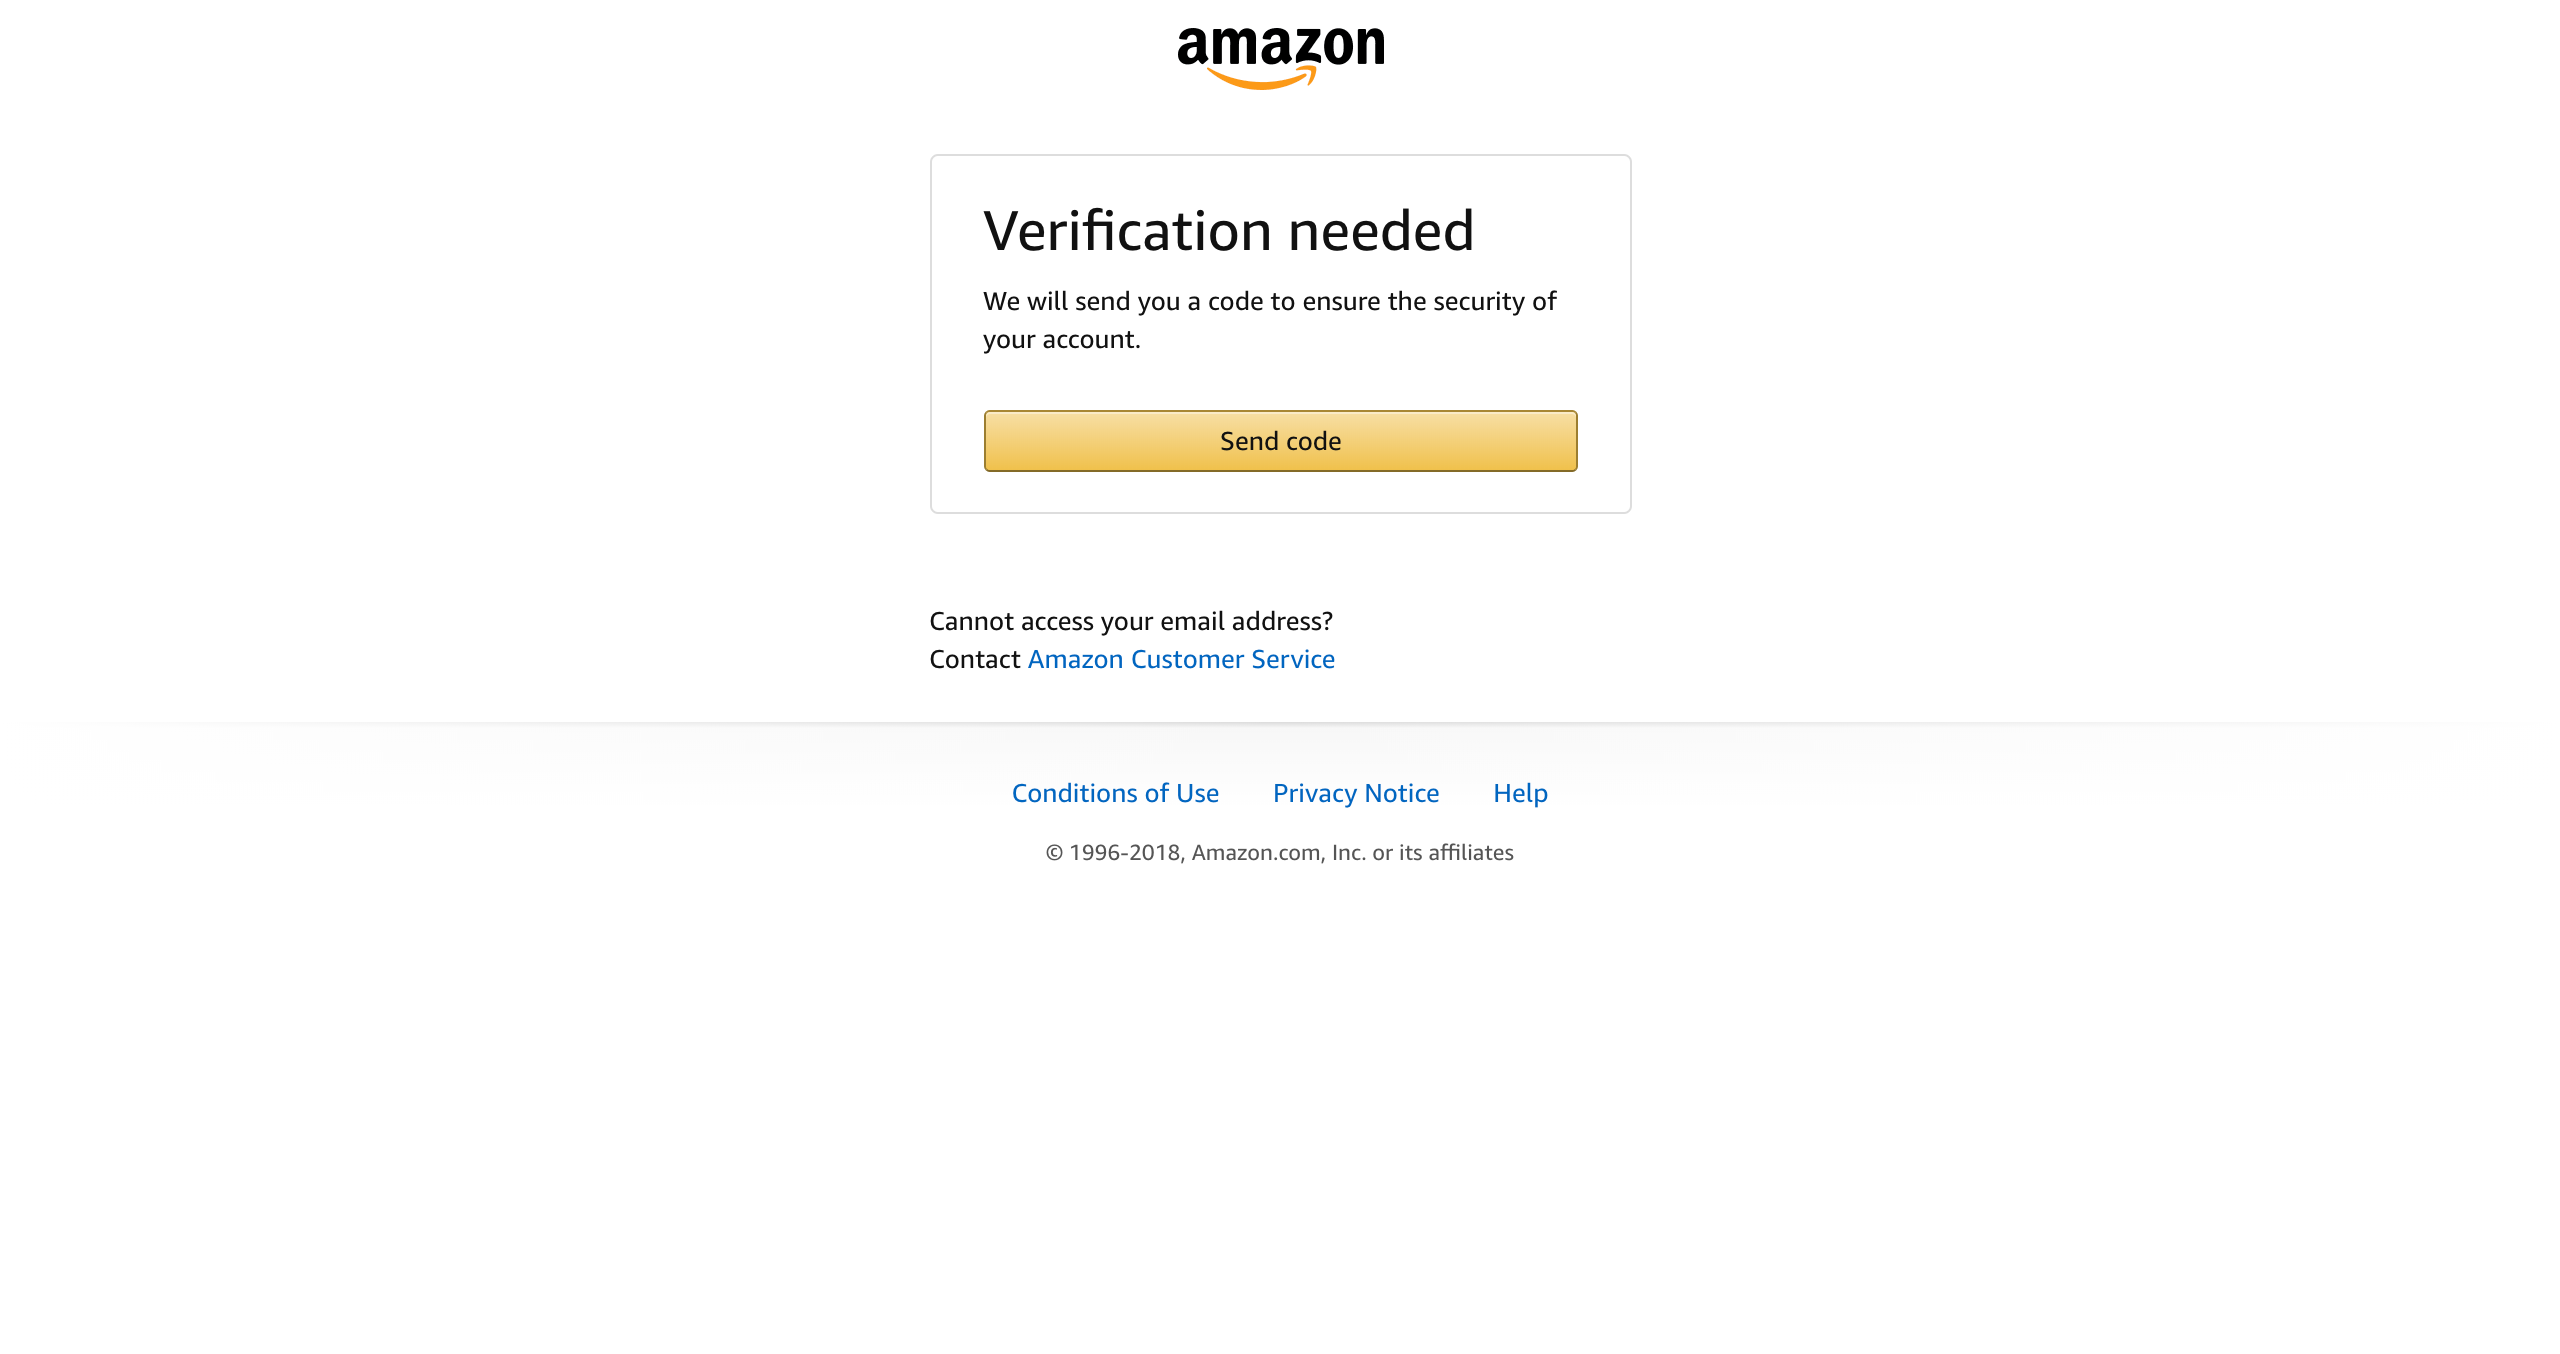 amazon
Verification needed
We will send you a code to ensure the security of
your account.
Send code
Cannot access your email address?
Contact Amazon Customer Service
Conditions of Use Privacy Notice Help
© 1996-2018, Amazon.com, Inc. or its affiliates